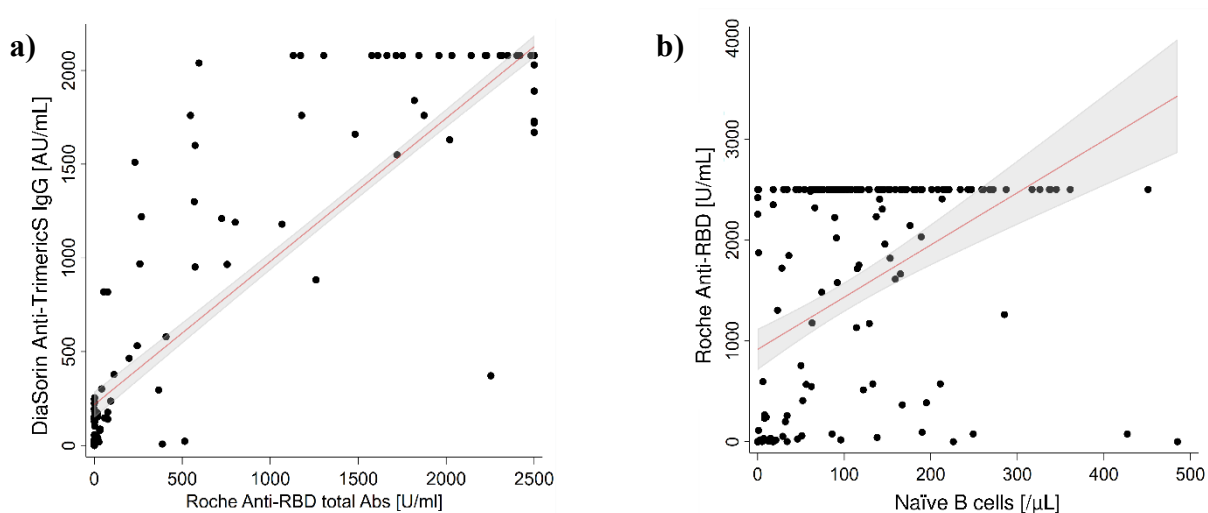 a)
DiaSorin Anti-TrimericS IgG [AU/mL]
2000
1500
1000
500
0
0 500 1000 1500 2000 2500
Roche Anti-RBD total Abs [U/ml]
b)
Roche Anti-RBD [U/mL]
4000
3000
2000
1000
0
0 100 200 300 400 500
Naïve B cells [/µL]